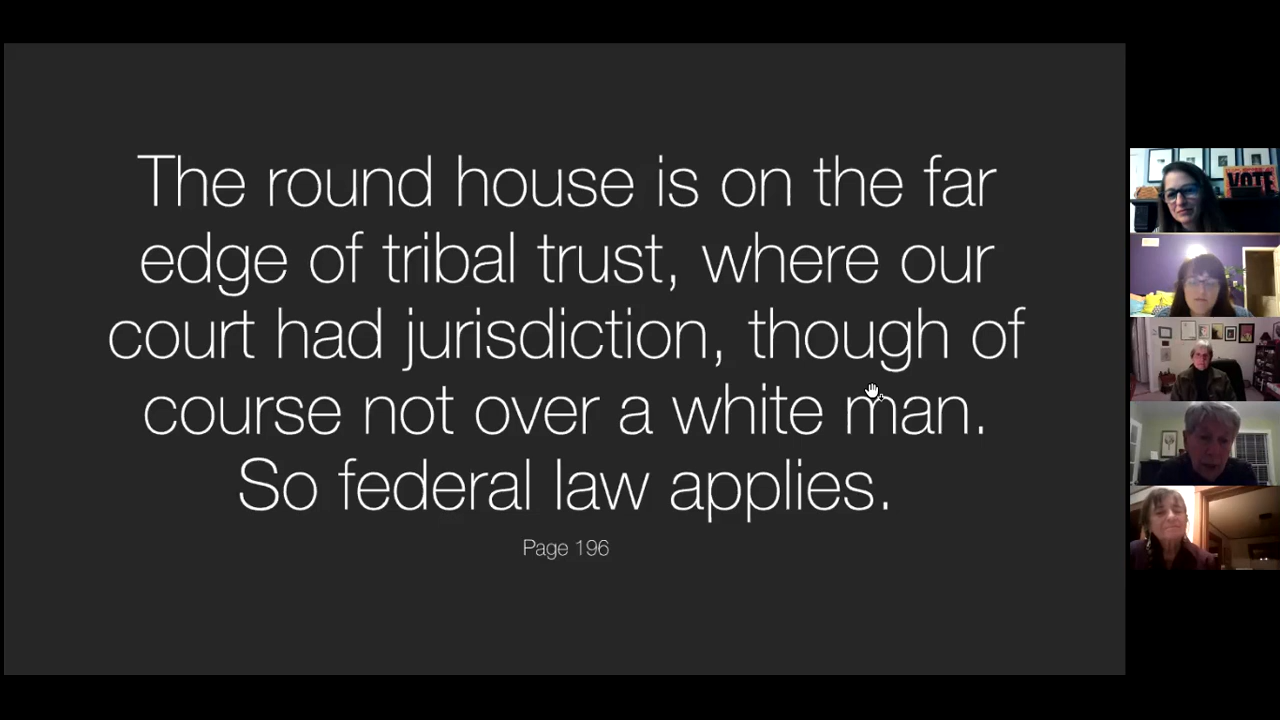 The round house is on the far
edge of tribal trust, where our
court had jurisdiction, though of
course not over a white man.
So federal law applies.
Page 196
VOTE